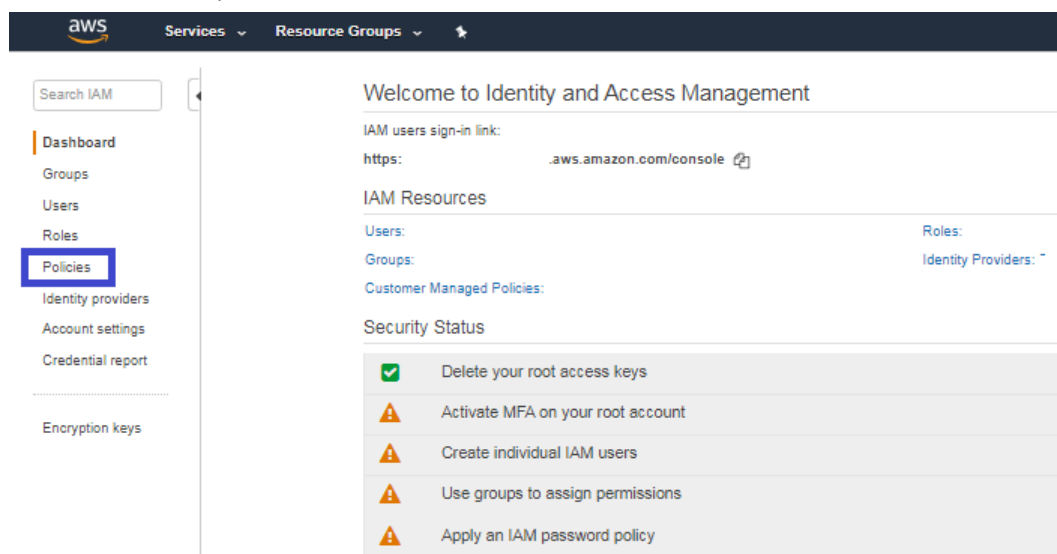 aws Services Resource Groups
Search IAM
Dashboard
Groups
Users
Roles
Policies
Identity providers
Account settings
Credential report
Encryption keys
Welcome to Identity and Access Management
IAM users sign-in link:
https: .aws.amazon.com/console
IAM Resources
Users: Roles:
Groups: Identity Providers:
Customer Managed Policies:
Security Status
Delete your root access keys
Activate MFA on your root account
Create individual IAM users
Use groups to assign permissions
Apply an IAM password policy